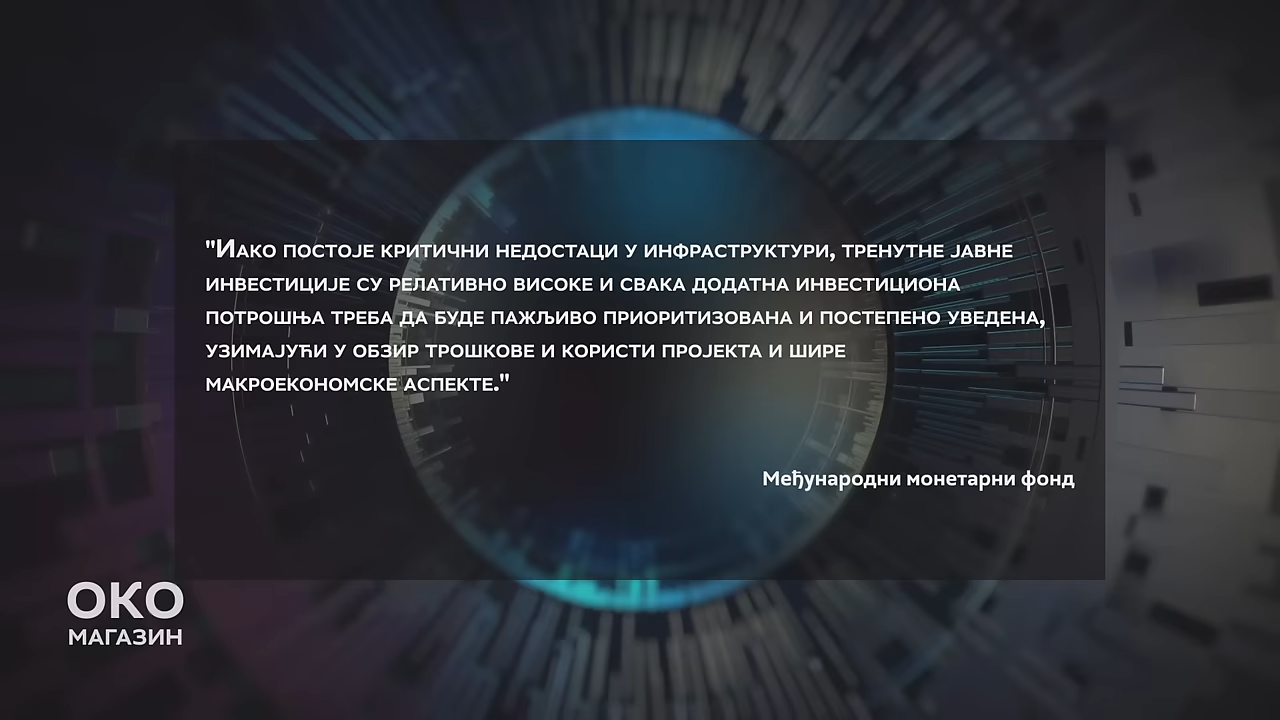 "Иако постоје критични недостаци у инфраструктури, тренутне јавне
инвестиције су релативно високе и свака додатна инвестициона
потрошња треба да буде пажљиво приоритизована и постепено уведена,
узимајући у обзир трошкове и користи пројекта и шире
макроекономске аспекте."
Међународни монетарни фонд
ОКО
МАГАЗИН